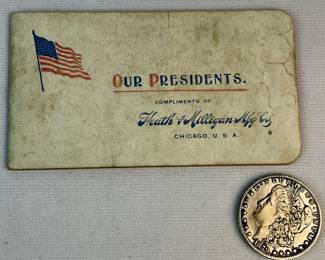 OUR PRESIDENTS.
COMPLIMENTS OF
Heath & Milligan Mfg Co
CHICAGO, U. S. A.